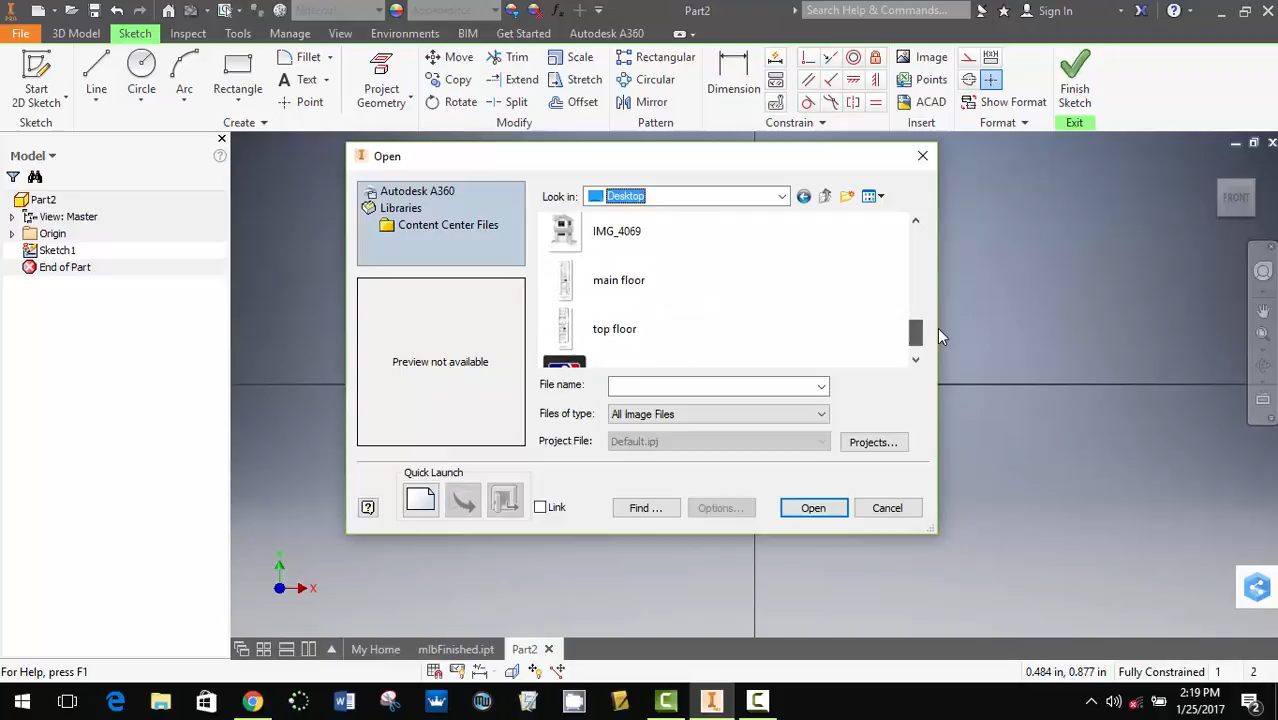 PRO
Material
Appearance
Part2
Search Help & Commands...
Sign In
File
3D Model
Sketch
Inspect
Tools
Manage
View
Environments
BIM
Get Started
Autodesk A360
Start
2D Sketch
Line
Circle
Arc
Rectangle
Fillet
Text
Point
Project
Geometry
Move
Copy
Rotate
Trim
Extend
Split
Scale
Stretch
Offset
Rectangular
Circular
Mirror
Dimension
Image
Points
ACAD
Show Format
Finish
Sketch
Sketch
Create
Modify
Pattern
Constrain
Insert
Format
Exit
Model
Part2
View: Master
Origin
Sketch1
End of Part
Open
Autodesk A360
Libraries
Content Center Files
Preview not available
Look in:
Desktop
IMG_4069
main floor
top floor
File name:
Files of type:
All Image Files
Project File:
Default.ipj
Projects...
Quick Launch
Link
Find ...
Options...
Open
Cancel
FRONT
X
My Home
mlbFinished.ipt
Part2
For Help, press F1
0.484 in, 0.877 in
Fully Constrained
1
2
2:19 PM
1/25/2017
2